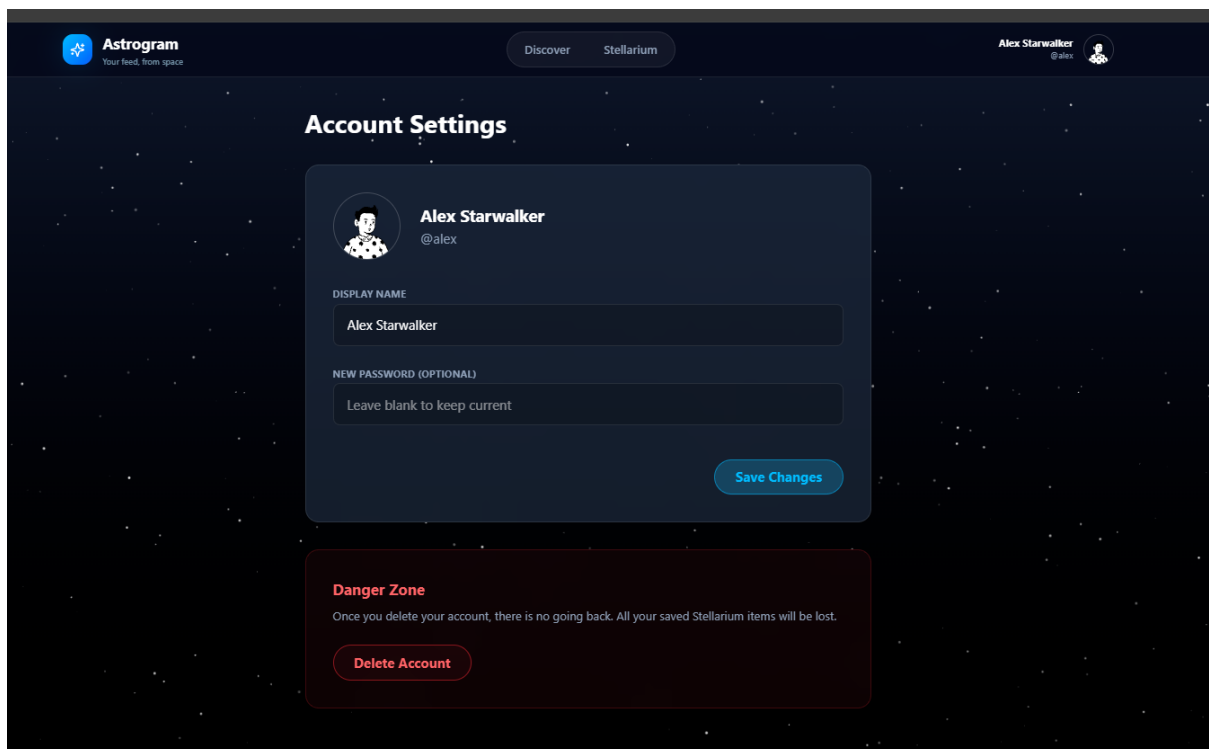 Astrogram
Your feed, from space
Discover
Stellarium
Alex Starwalker
@alex
Account Settings
Alex Starwalker
@alex
DISPLAY NAME
Alex Starwalker
NEW PASSWORD (OPTIONAL)
Leave blank to keep current
Save Changes
Danger Zone
Once you delete your account, there is no going back. All your saved Stellarium items will be lost.
Delete Account